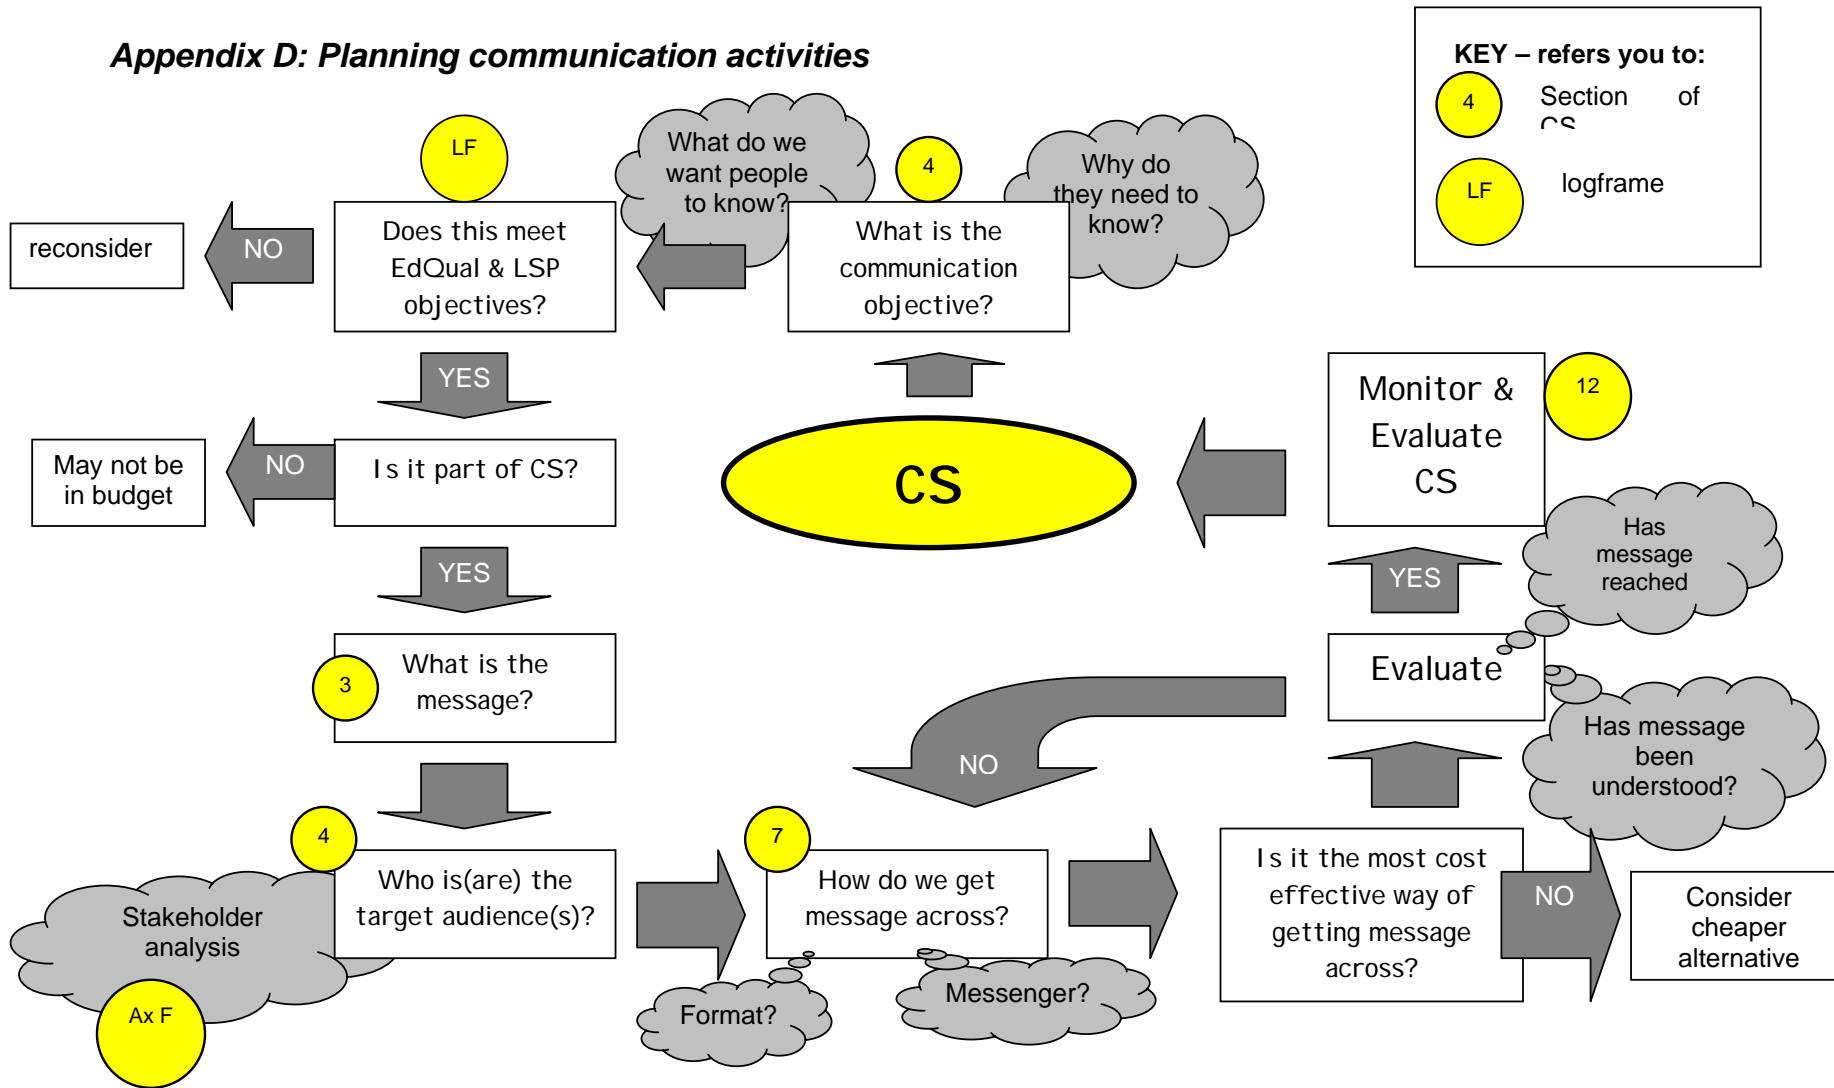 Appendix D: Planning communication activities
KEY – refers you to:
4
Section of
CS
LF
logframe
LF
What do we
want people
to know?
4
Why do
they need to
know?
reconsider
NO
Does this meet
EdQual & LSP
objectives?
What is the
communication
objective?
YES
Monitor &
Evaluate
CS
12
May not be
in budget
NO
Is it part of CS?
CS
Has
message
reached
YES
YES
3
What is the
message?
Evaluate
NO
Has message
been
understood?
4
Who is(are) the
target audience(s)?
Stakeholder
analysis
Ax F
7
How do we get
message across?
Format?
Messenger?
Is it the most cost
effective way of
getting message
across?
NO
Consider
cheaper
alternative